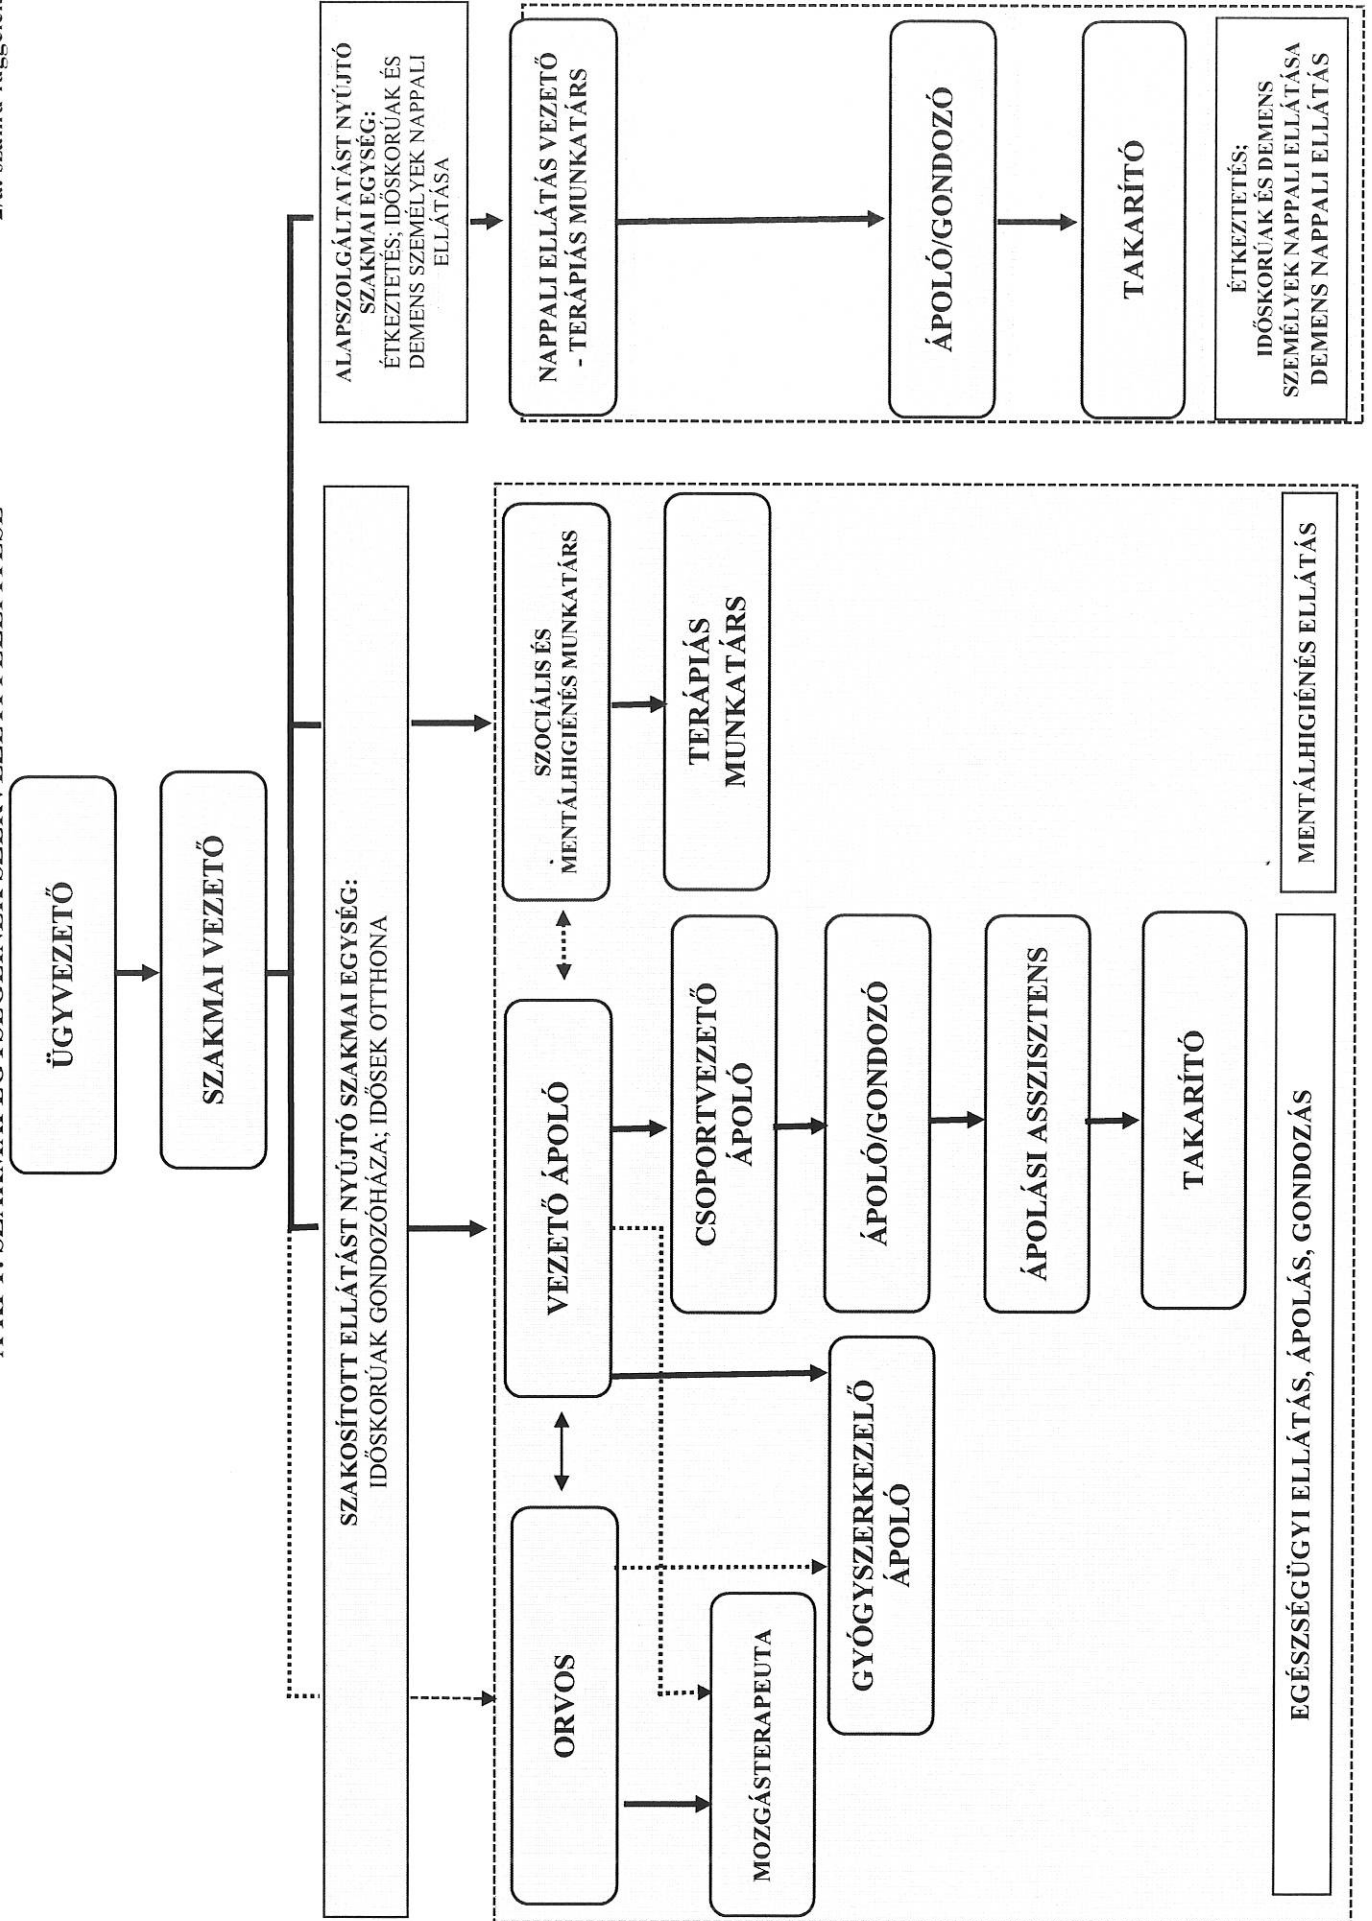 ÜGYVEZETŐ
SZAKMAI VEZETŐ
SZAKOSÍTOTT ELLÁTÁST NYÚJTÓ SZAKMAI EGYSÉG:
IDŐSKORÚAK GONDOZÓHÁZA; IDŐSEK OTTHONA
ALAPSZOLGÁLTATÁST NYÚJTÓ
SZAKMAI EGYSÉG:
ÉTKEZTETÉS; IDŐSKORÚAK ÉS
DEMENS SZEMÉLYEK NAPPALI
ELLÁTÁSA
ORVOS
VEZETŐ ÁPOLÓ
SZOCIÁLIS ÉS
MENTÁLHIGIÉNÉS MUNKATÁRS
NAPPALI ELLÁTÁS VEZETŐ
- TERÁPIÁS MUNKATÁRS
MOZGÁSTERAPEUTA
CSOPORTVEZETŐ
ÁPOLÓ
TERÁPIÁS
MUNKATÁRS
GYÓGYSZERKEZELŐ
ÁPOLÓ
ÁPOLÓ/GONDOZÓ
ÁPOLÓ/GONDOZÓ
ÁPOLÁSI ASSZISZTENS
TAKARÍTÓ
TAKARÍTÓ
EGÉSZSÉGÜGYI ELLÁTÁS, ÁPOLÁS, GONDOZÁS
MENTÁLHIGIÉNÉS ELLÁTÁS
ÉTKEZTETÉS;
IDŐSKORÚAK ÉS DEMENS
SZEMÉLYEK NAPPALI ELLÁTÁSA
DEMENS NAPPALI ELLÁTÁS